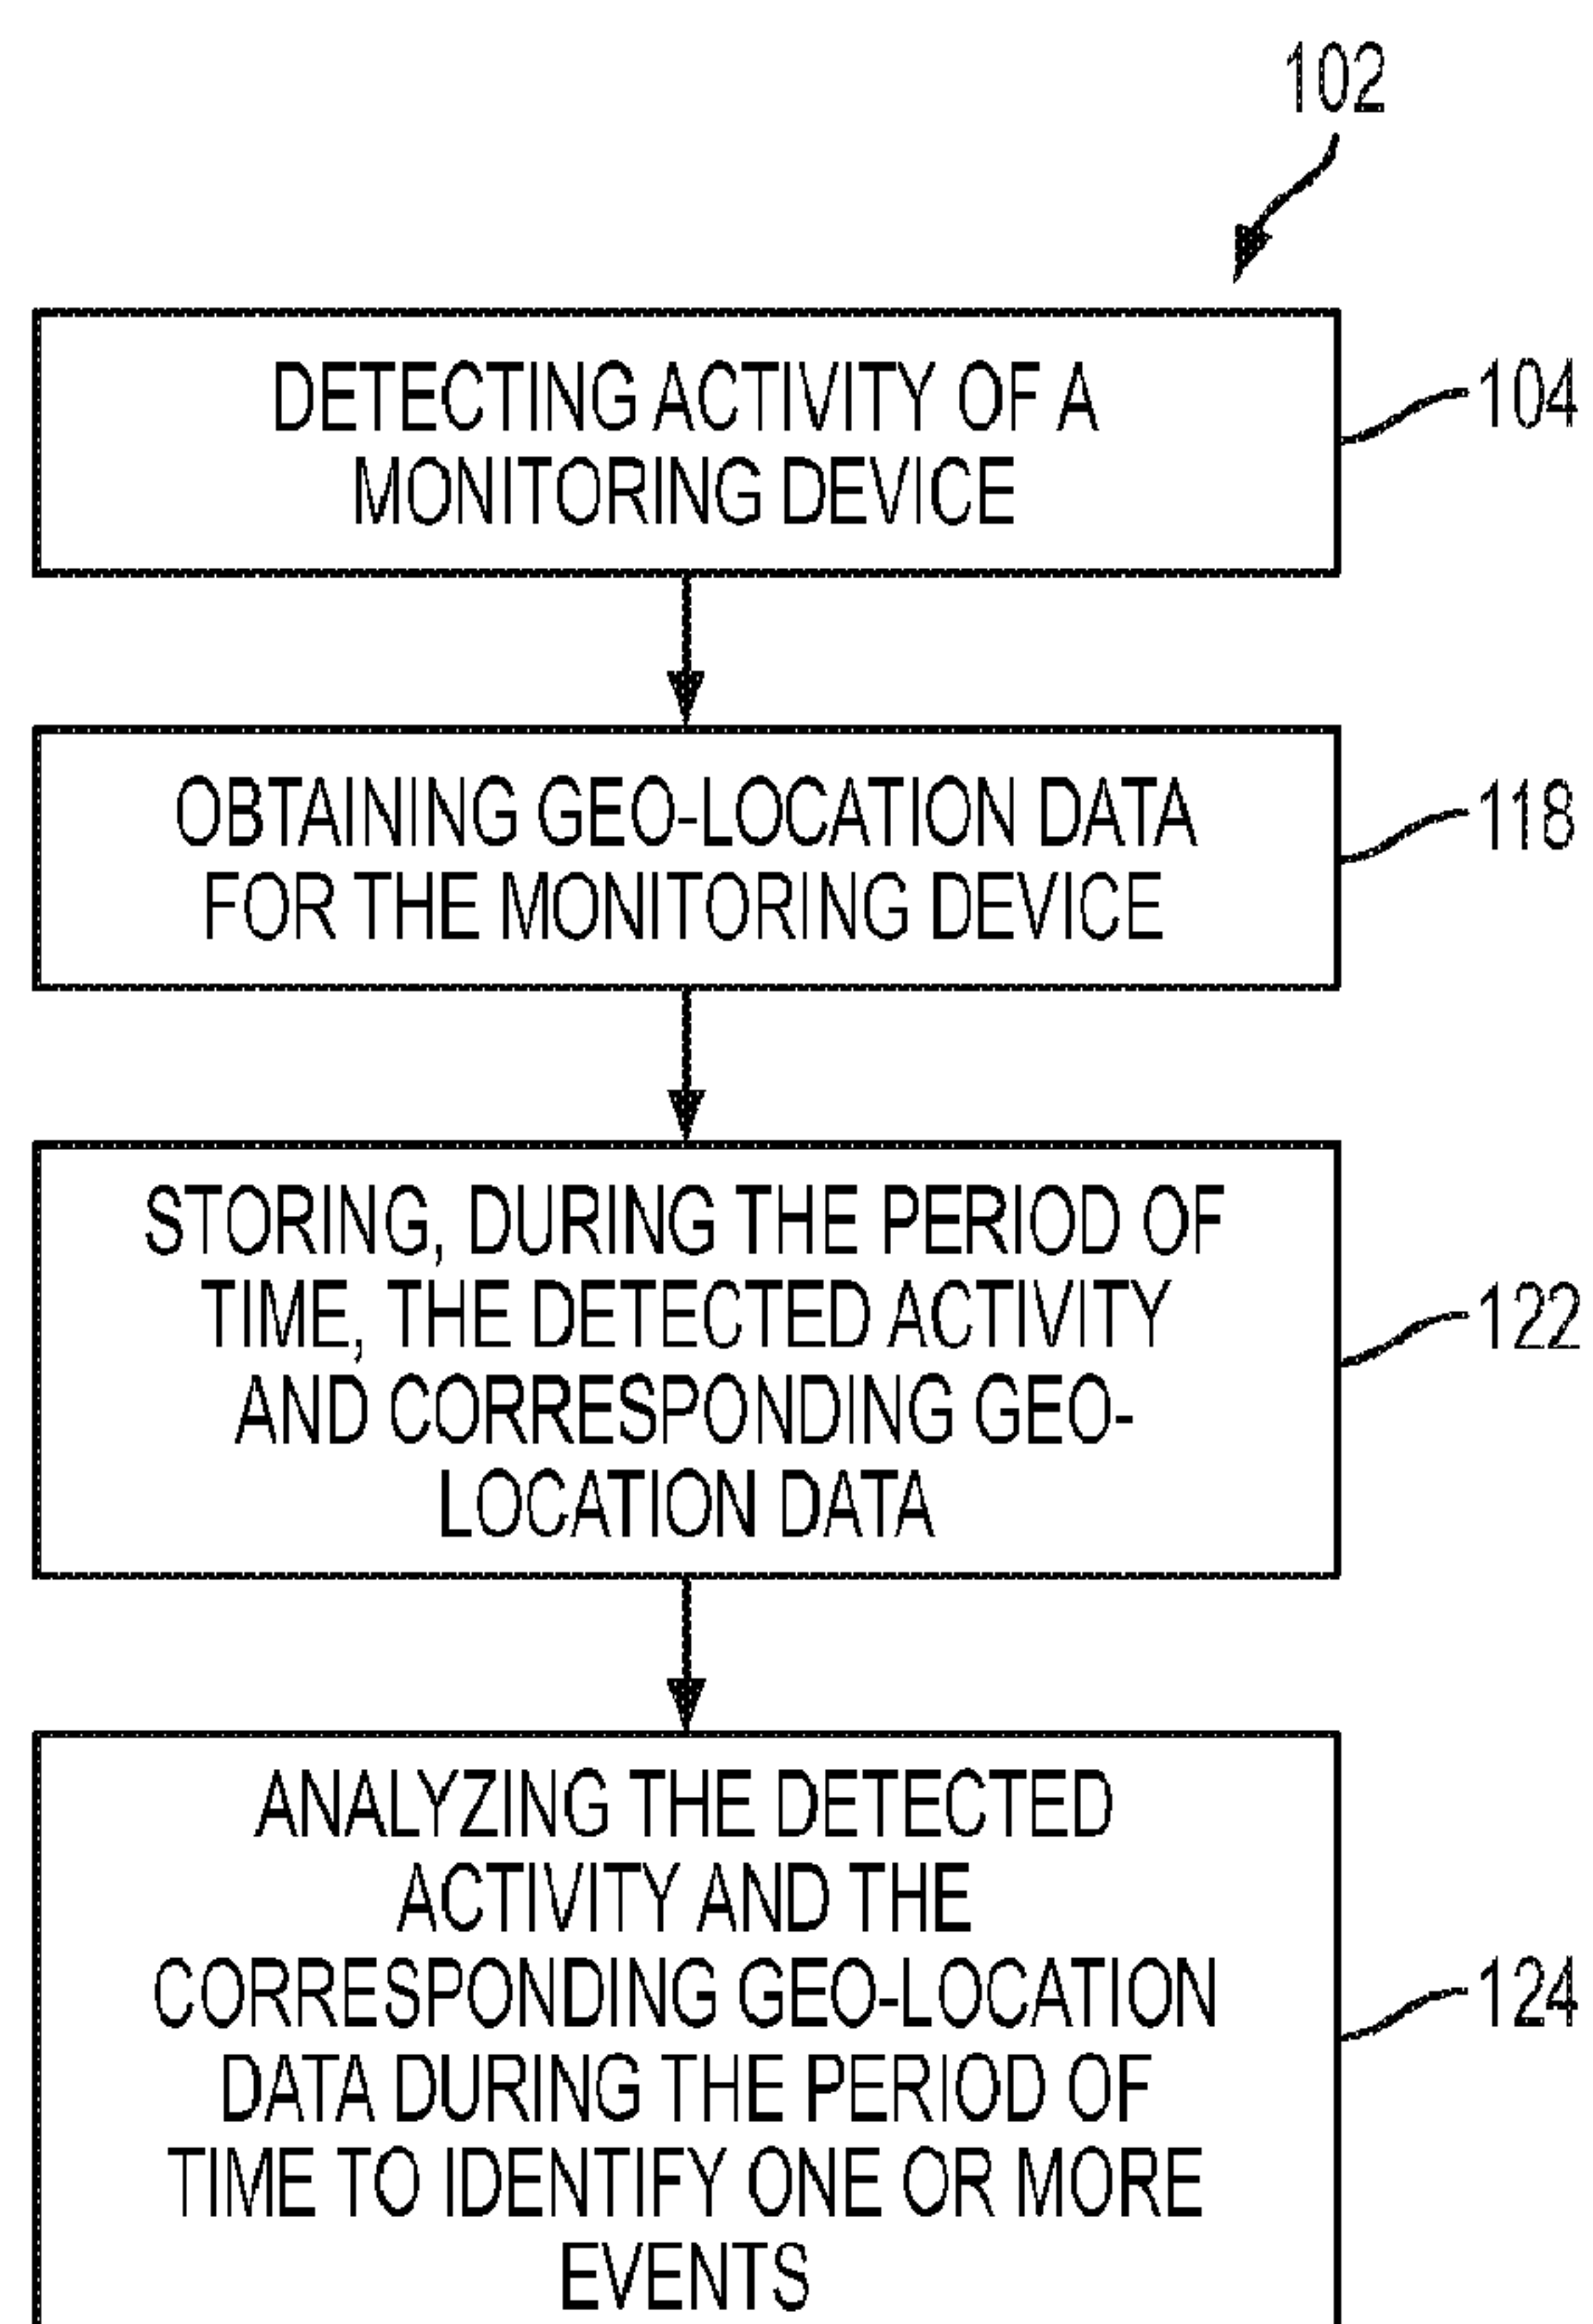 102
DETECTING ACTIVITY OF A
MONITORING DEVICE
104
OBTAINING GEO-LOCATION DATA
FOR THE MONITORING DEVICE
118
STORING, DURING THE PERIOD OF
TIME, THE DETECTED ACTIVITY
AND CORRESPONDING GEO-
LOCATION DATA
122
ANALYZING THE DETECTED
ACTIVITY AND THE
CORRESPONDING GEO-LOCATION
DATA DURING THE PERIOD OF
TIME TO IDENTIFY ONE OR MORE
EVENTS
124